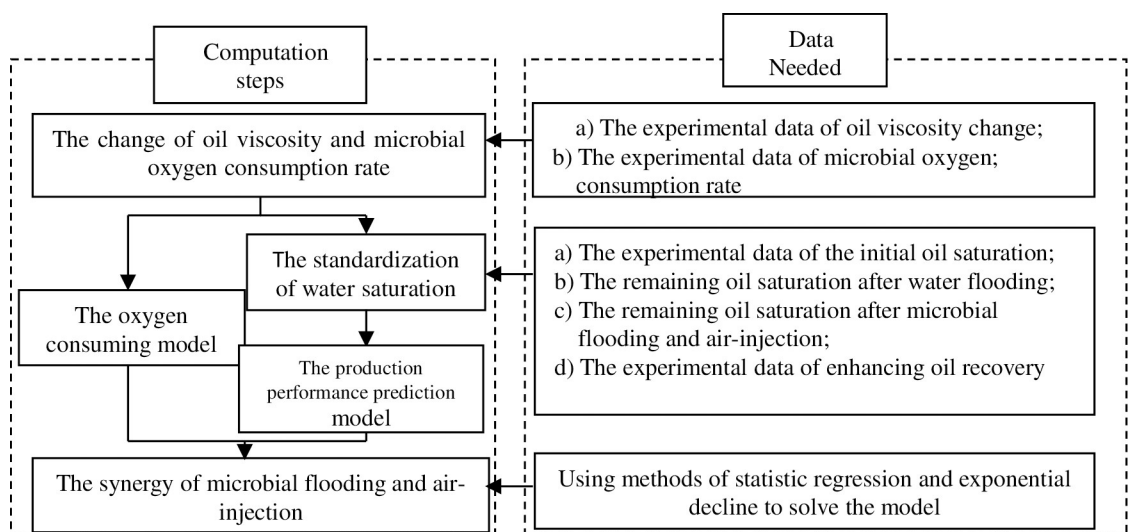 Computation
steps
Data
Needed
The change of oil viscosity and microbial
oxygen consumption rate
a) The experimental data of oil viscosity change;
b) The experimental data of microbial oxygen;
consumption rate
The standardization
of water saturation
a) The experimental data of the initial oil saturation;
b) The remaining oil saturation after water flooding;
c) The remaining oil saturation after microbial
flooding and air-injection;
d) The experimental data of enhancing oil recovery
The oxygen
consuming model
The production
performance prediction
model
The synergy of microbial flooding and air-
injection
Using methods of statistic regression and exponential
decline to solve the model